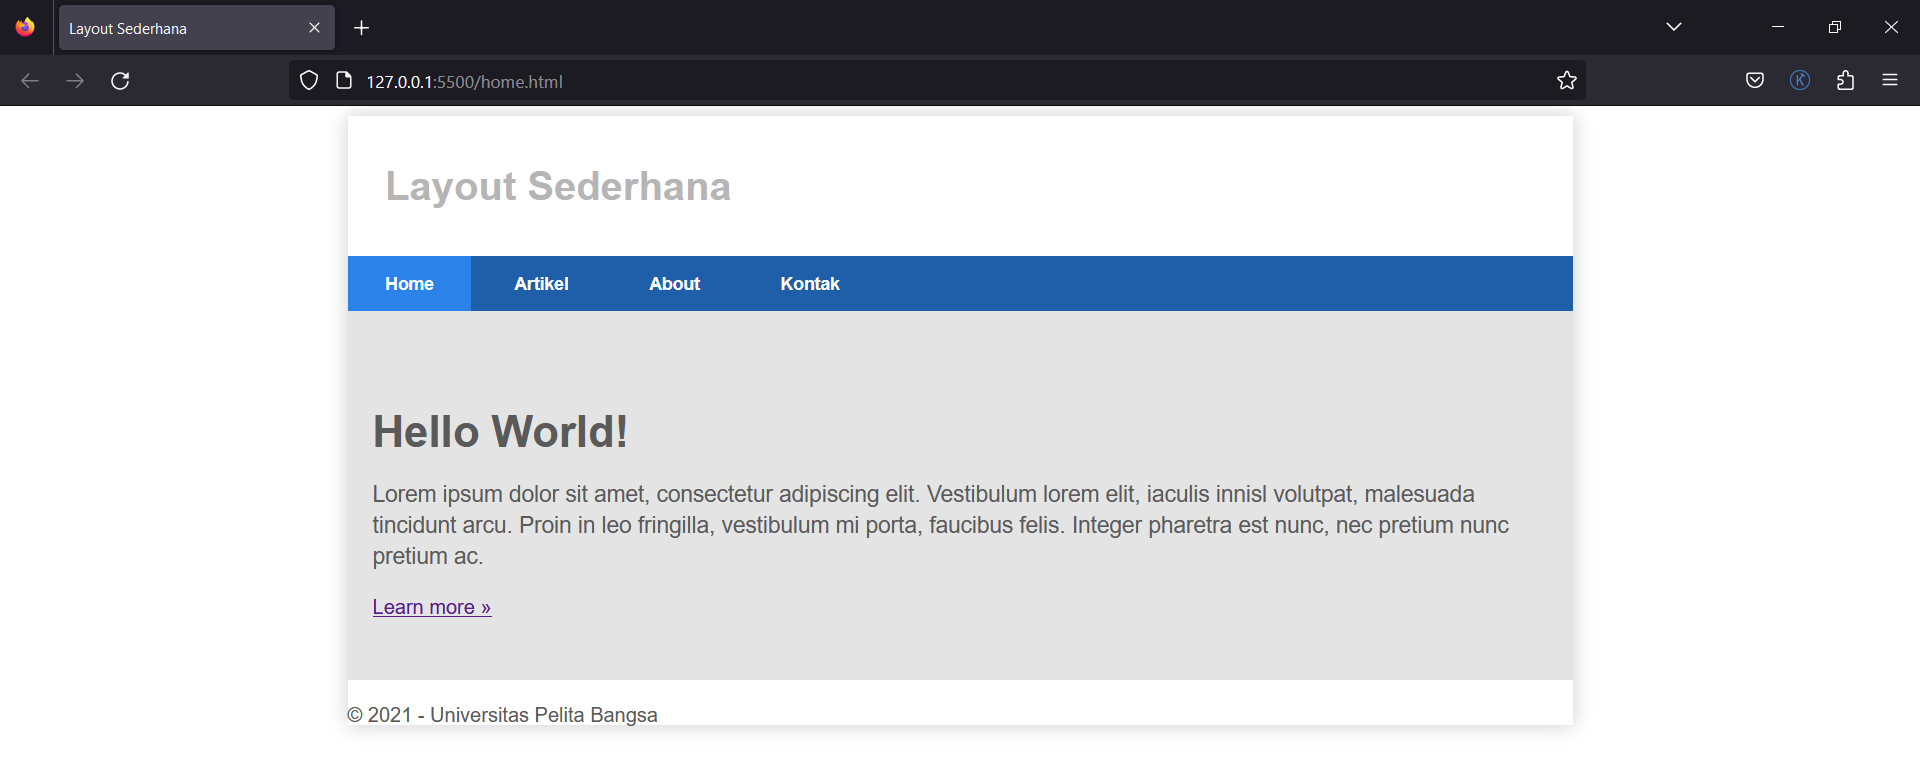 Layout Sederhana
127.0.0.1:5500/home.html
Layout Sederhana
Home Artikel About Kontak
Hello World!
Lorem ipsum dolor sit amet, consectetur adipiscing elit. Vestibulum lorem elit, iaculis innisl volutpat, malesuada
tincidunt arcu. Proin in leo fringilla, vestibulum mi porta, faucibus felis. Integer pharetra est nunc, nec pretium nunc
pretium ac.
Learn more »
© 2021 - Universitas Pelita Bangsa